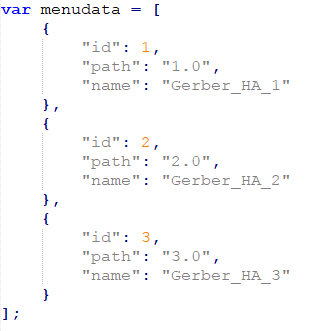 var menudata = [
    {
        "id": 1,
        "path": "1.0",
        "name": "Gerber_HA_1"
    },
    {
        "id": 2,
        "path": "2.0",
        "name": "Gerber_HA_2"
    },
    {
        "id": 3,
        "path": "3.0",
        "name": "Gerber_HA_3"
    }
];